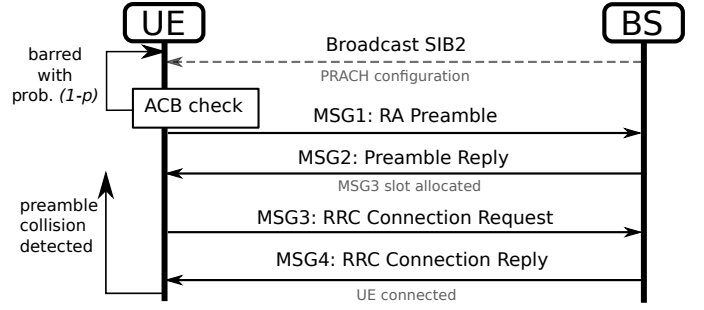 UE
BS
Broadcast SIB2
PRACH configuration
barred
with
prob. (1-p)
ACB check
MSG1: RA Preamble
MSG2: Preamble Reply
MSG3 slot allocated
preamble
collision
detected
MSG3: RRC Connection Request
MSG4: RRC Connection Reply
UE connected